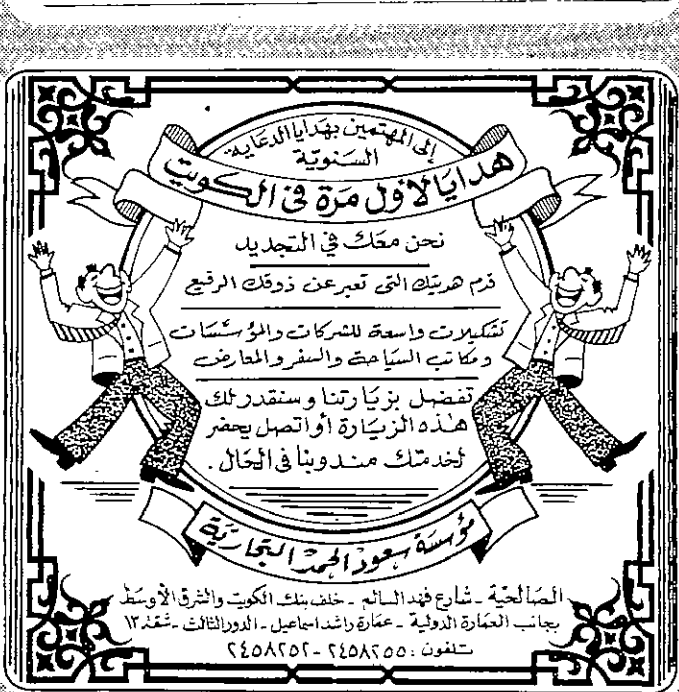 إلى المهتمين بهدايا الدعاية
السنوية
هدايا لأول مرة في الكويت
نحن معك في التجديد
قدم هديتك التي تعبر عن ذوقك الرفيع
تشكيلات واسعة للشركات والمؤسسات
ومكاتب السياحة والسفر والمعارض
تفضل بزيارتنا وسنقدر لك
هذه الزيارة أو اتصل يحضر
لخدمتك مندوبنا في الحال .
مؤسسة سعود الحمد التجارية
الصالحية - شارع فهد السالم - خلف بنك الكويت والشرق الأوسط
بجانب العمارة الدولية - عمارة راشد اسماعيل - الدور الثالث - شقة ١٣
تلفون : ٢٤٥٨٢٥٥ - ٢٤٥٨٢٥٢